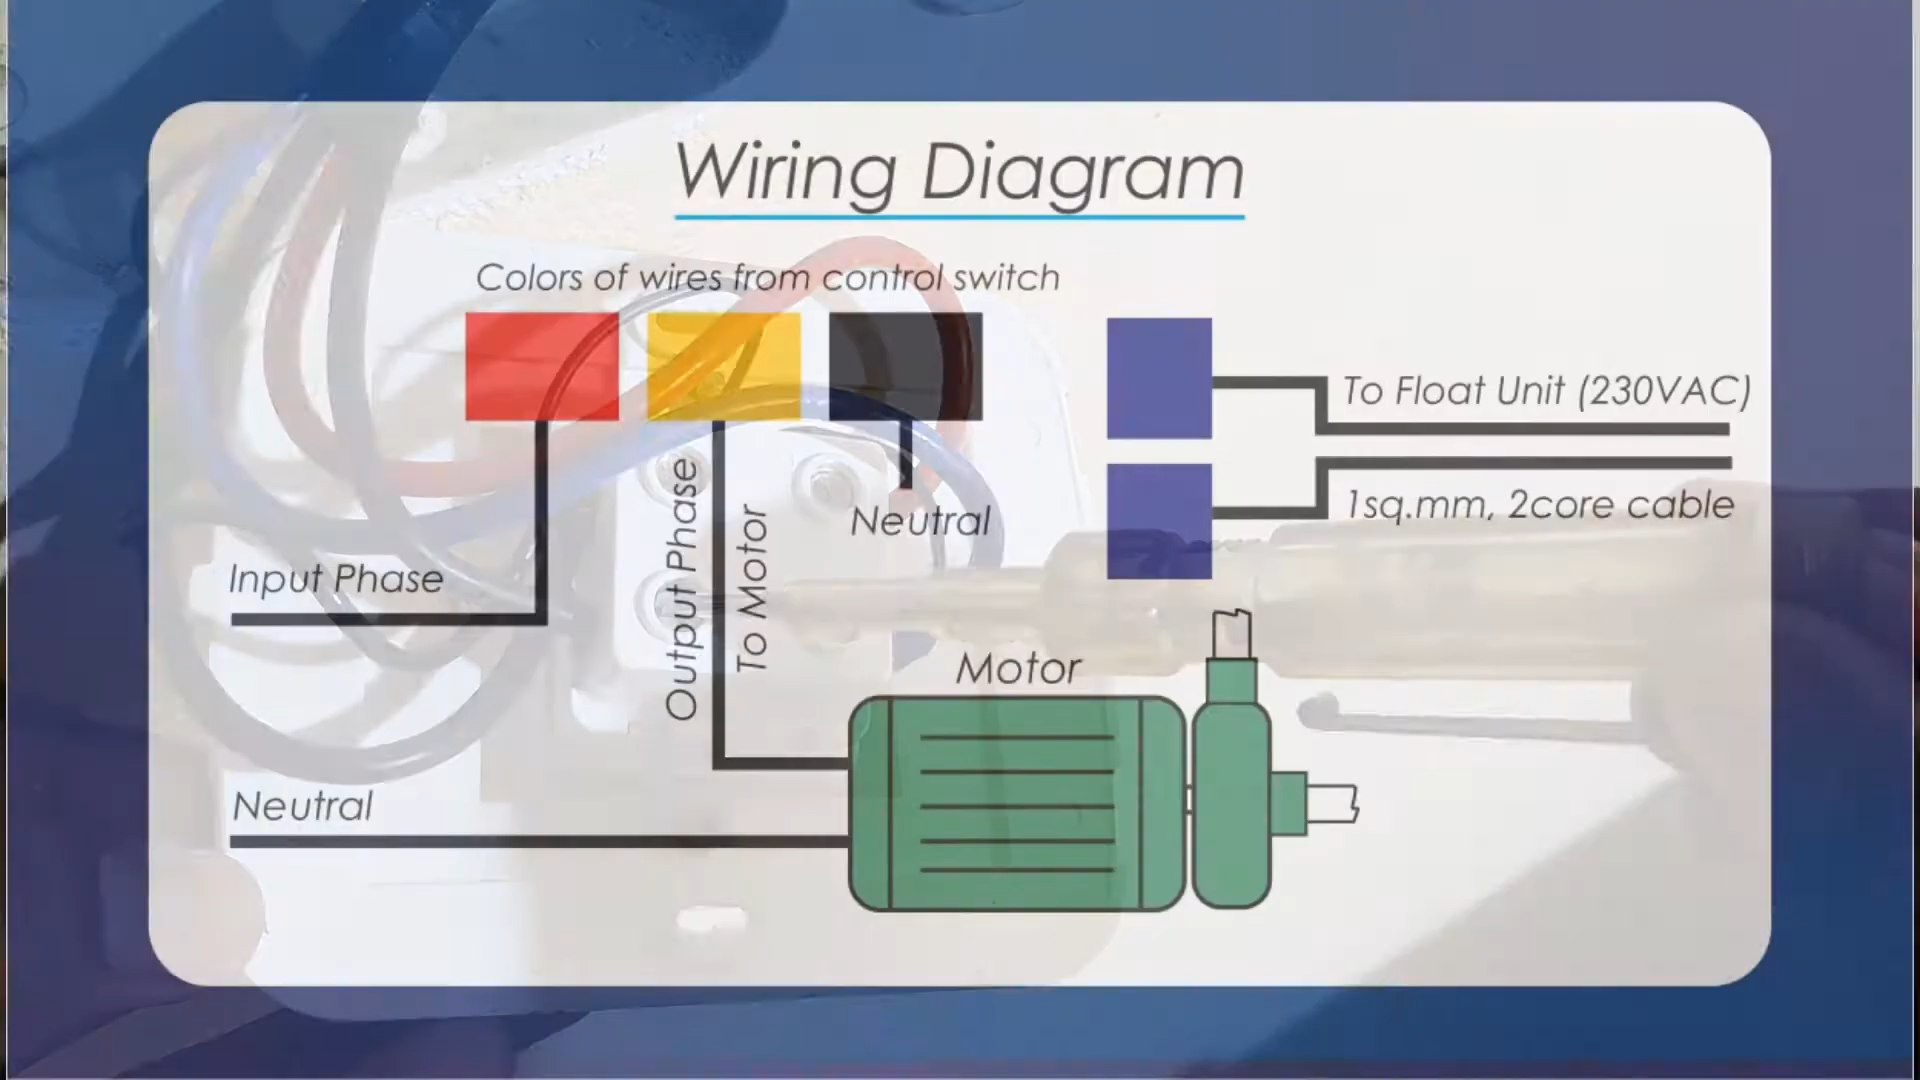 Wiring Diagram
Colors of wires from control switch
To Float Unit (230VAC)
1sq.mm, 2core cable
Neutral
Input Phase
Output Phase
To Motor
Motor
Neutral